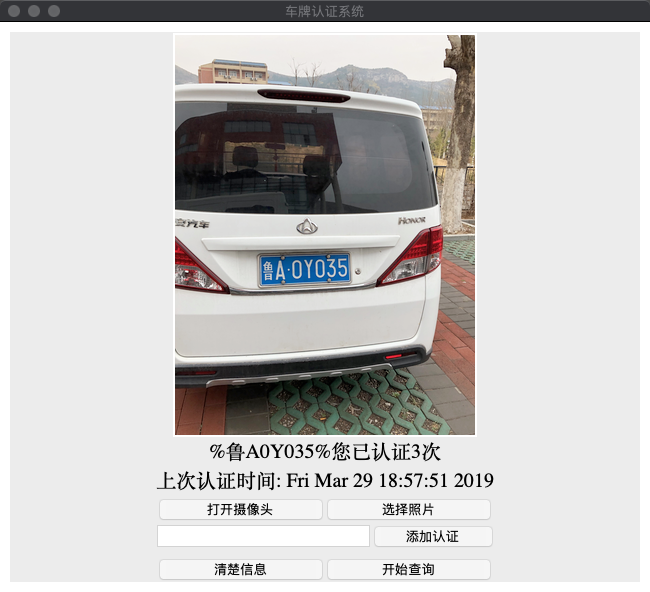 车牌认证系统
安汽车
HONOR
鲁A·0Y035
%鲁A0Y035%您已认证3次
上次认证时间: Fri Mar 29 18:57:51 2019
打开摄像头
选择照片
添加认证
清楚信息
开始查询